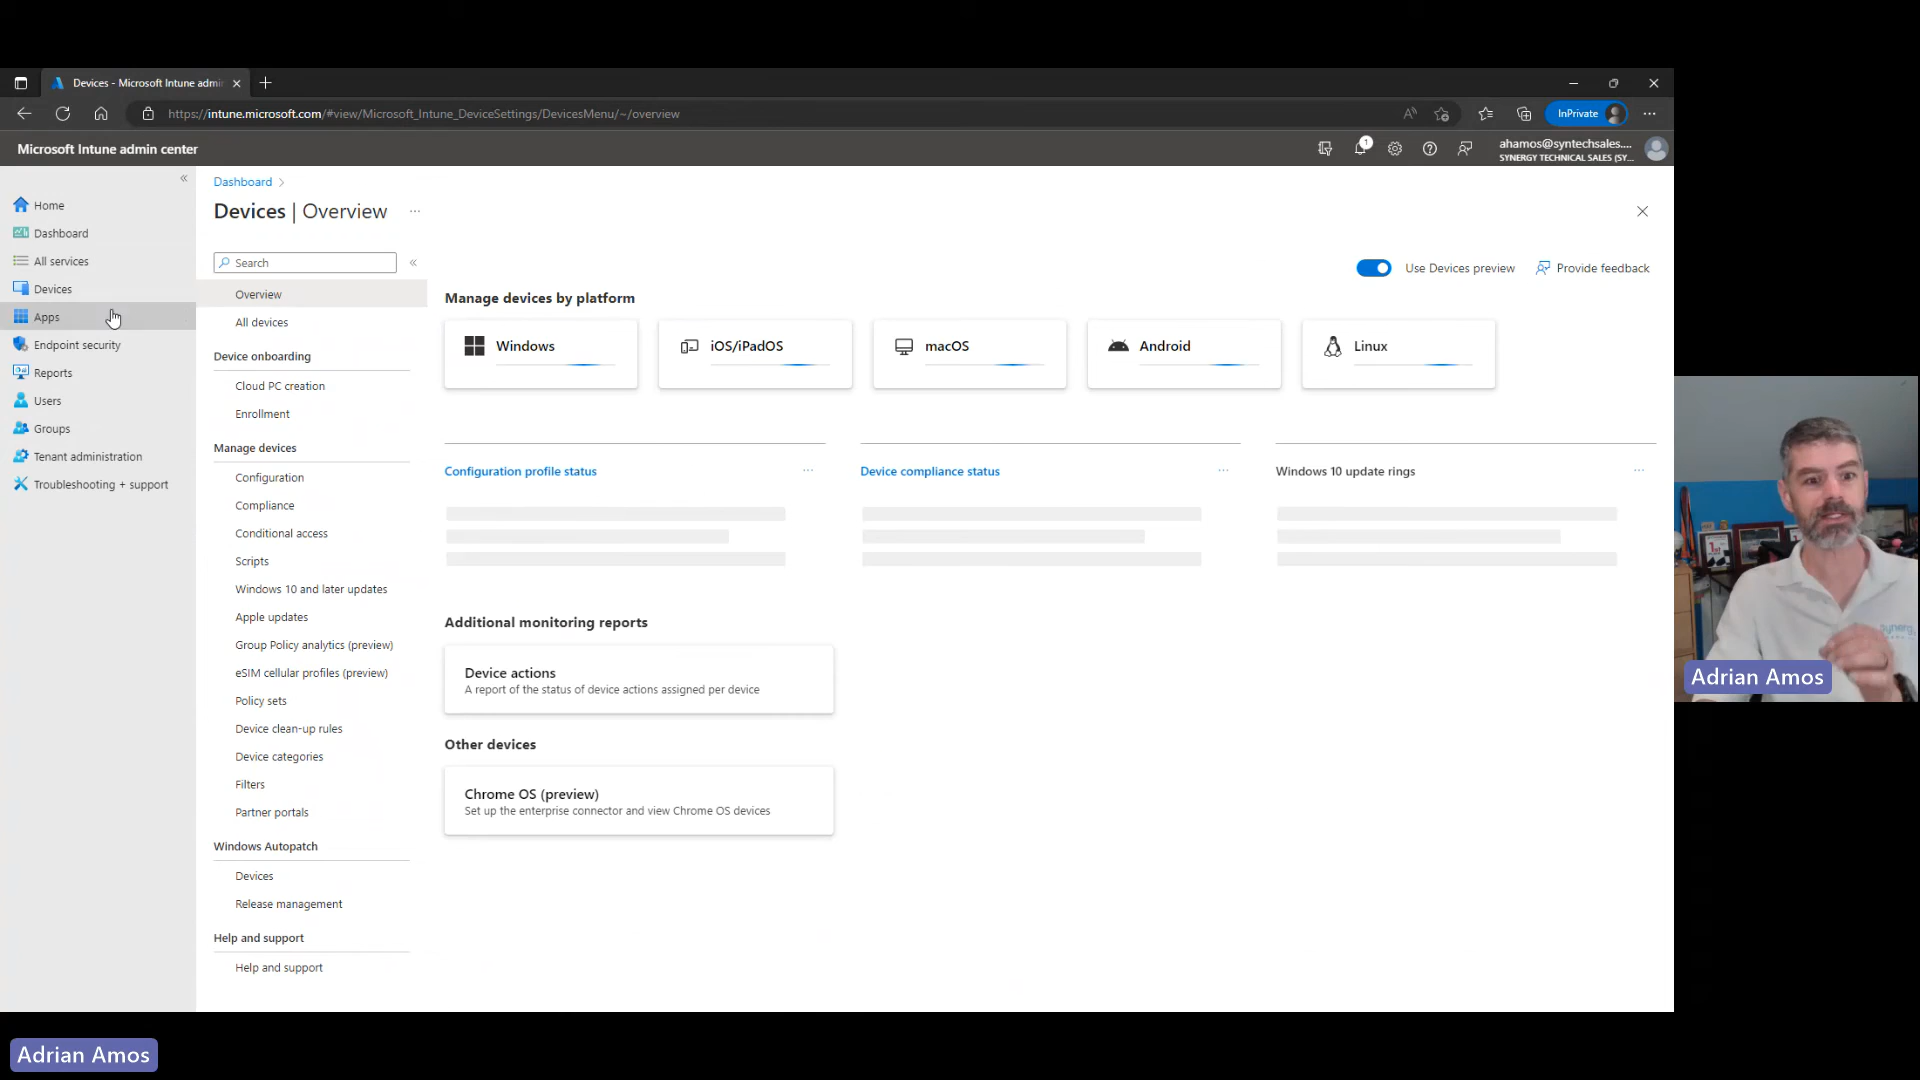 Devices - Microsoft Intune admi
https://intune.microsoft.com/#view/Microsoft_Intune_DeviceSettings/DevicesMenu/~/overview
InPrivate
Microsoft Intune admin center
1
ahamos@syntechsales....
SYNERGY TECHNICAL SALES (SY...
Home
Dashboard
All services
Devices
Apps
Endpoint security
Reports
Users
Groups
Tenant administration
Troubleshooting + support
Dashboard
Devices | Overview
Search
Overview
All devices
Device onboarding
Cloud PC creation
Enrollment
Manage devices
Configuration
Compliance
Conditional access
Scripts
Windows 10 and later updates
Apple updates
Group Policy analytics (preview)
eSIM cellular profiles (preview)
Policy sets
Device clean-up rules
Device categories
Filters
Partner portals
Windows Autopatch
Devices
Release management
Help and support
Help and support
Use Devices preview
Provide feedback
Manage devices by platform
Windows
iOS/iPadOS
macOS
Android
Linux
Configuration profile status
Device compliance status
Windows 10 update rings
Additional monitoring reports
Device actions
A report of the status of device actions assigned per device
Other devices
Chrome OS (preview)
Set up the enterprise connector and view Chrome OS devices
Adrian Amos
Adrian Amos